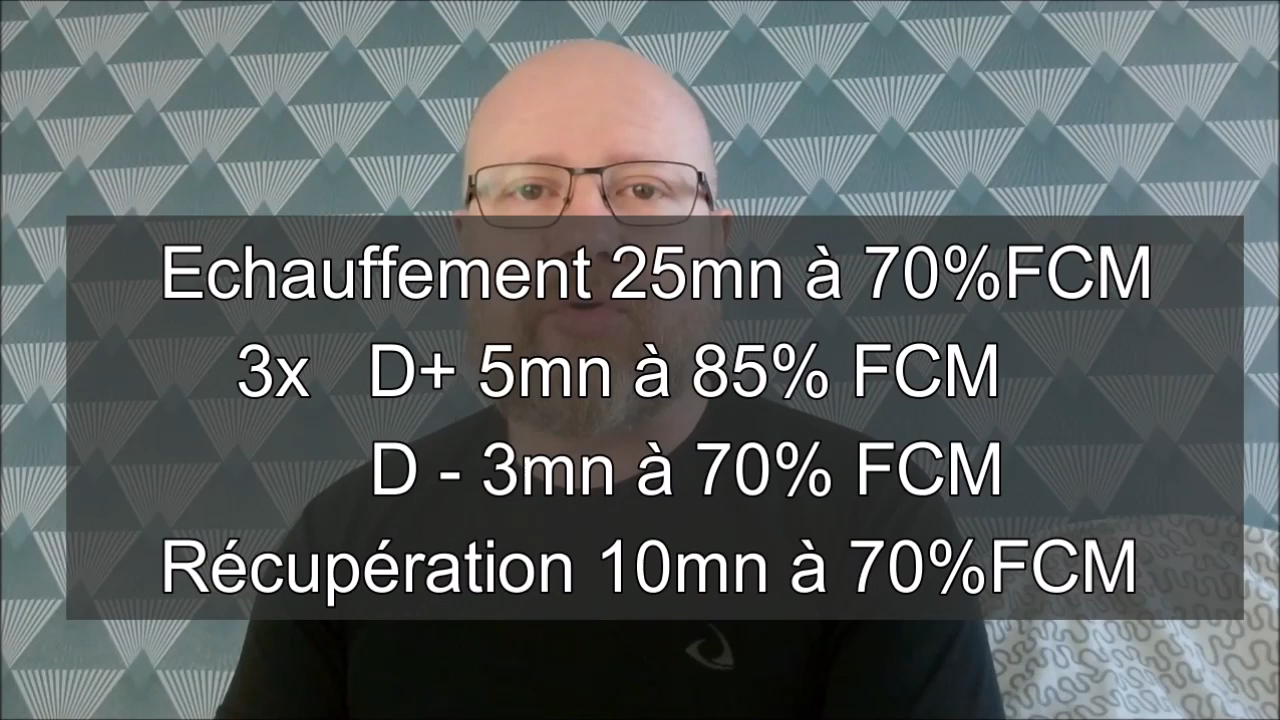 Echauffement 25mn à 70%FCM
3x D+ 5mn à 85% FCM
D - 3mn à 70% FCM
Récupération 10mn à 70%FCM